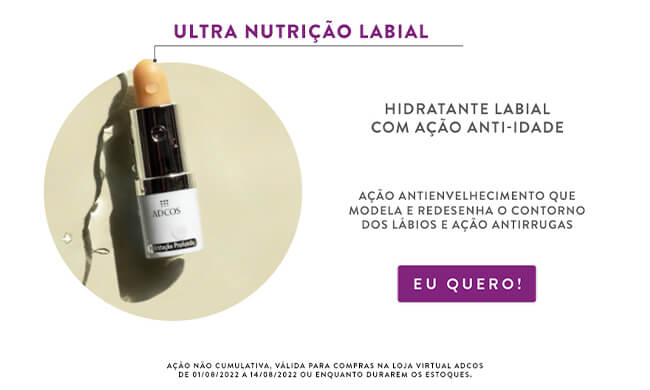 ULTRA NUTRIÇÃO LABIAL
HIDRATANTE LABIAL
COM AÇÃO ANTI-IDADE
ADCOS
Hidratação Profunda
AÇÃO ANTIENVELHECIMENTO QUE
MODELA E REDESENHA O CONTORNO
DOS LÁBIOS E AÇÃO ANTIRRUGAS
EU QUERO!
AÇÃO NÃO CUMULATIVA, VÁLIDA PARA COMPRAS NA LOJA VIRTUAL ADCOS
DE 01/08/2022 A 14/08/2022 OU ENQUANTO DURAREM OS ESTOQUES.